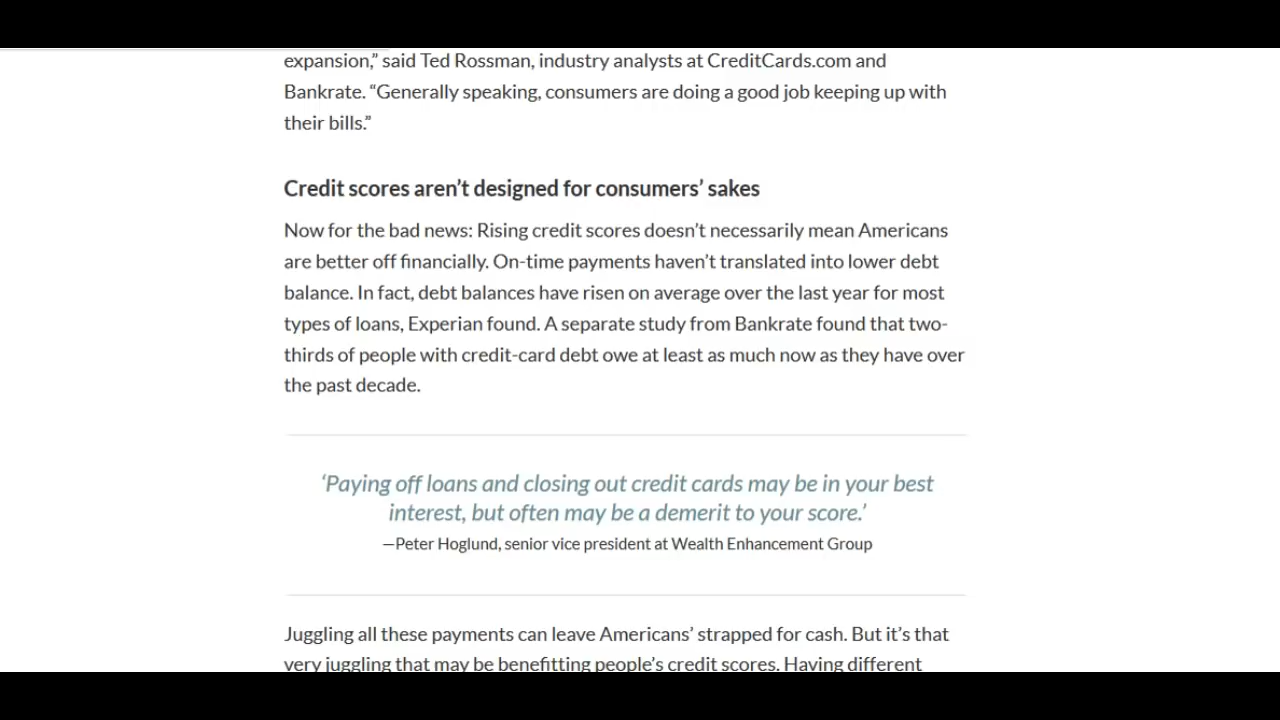 expansion,” said Ted Rossman, industry analysts at CreditCards.com and
Bankrate. “Generally speaking, consumers are doing a good job keeping up with
their bills.”
Credit scores aren’t designed for consumers’ sakes
Now for the bad news: Rising credit scores doesn’t necessarily mean Americans
are better off financially. On-time payments haven’t translated into lower debt
balance. In fact, debt balances have risen on average over the last year for most
types of loans, Experian found. A separate study from Bankrate found that two-
thirds of people with credit-card debt owe at least as much now as they have over
the past decade.
‘Paying off loans and closing out credit cards may be in your best
interest, but often may be a demerit to your score.’
—Peter Hoglund, senior vice president at Wealth Enhancement Group
Juggling all these payments can leave Americans’ strapped for cash. But it’s that
very juggling that may be benefitting people’s credit scores. Having different